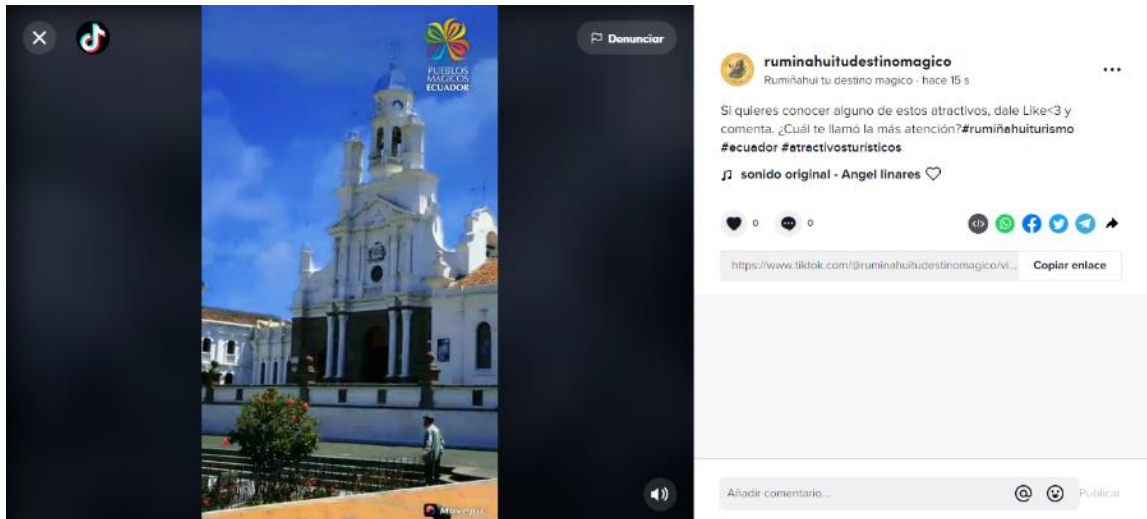 Denunciar
PUEBLOS
MÁGICOS
ECUADOR
Movepic
ruminahuitudestinomagico
Rumiñahui tu destino magico · hace 15 s
Si quieres conocer alguno de estos atractivos, dale Like<3 y
comenta. ¿Cuál te llamó la más atención?#rumiñahuiturismo
#ecuador #atractivosturísticos
sonido original - Angel linares
0 0
https://www.tiktok.com/@ruminahuitudestinomagico/vi... Copiar enlace
Añadir comentario... Publicar